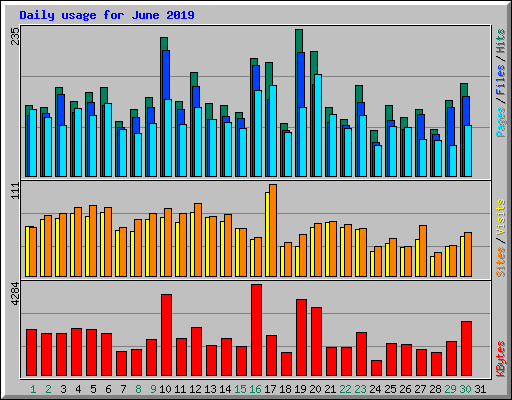 Daily usage for June 2019
235
Pages / Files / Hits
111
Sites / Visits
4284
KBytes
1 2 3 4 5 6 7 8 9 10 11 12 13 14 15 16 17 18 19 20 21 22 23 24 25 26 27 28 29 30 31